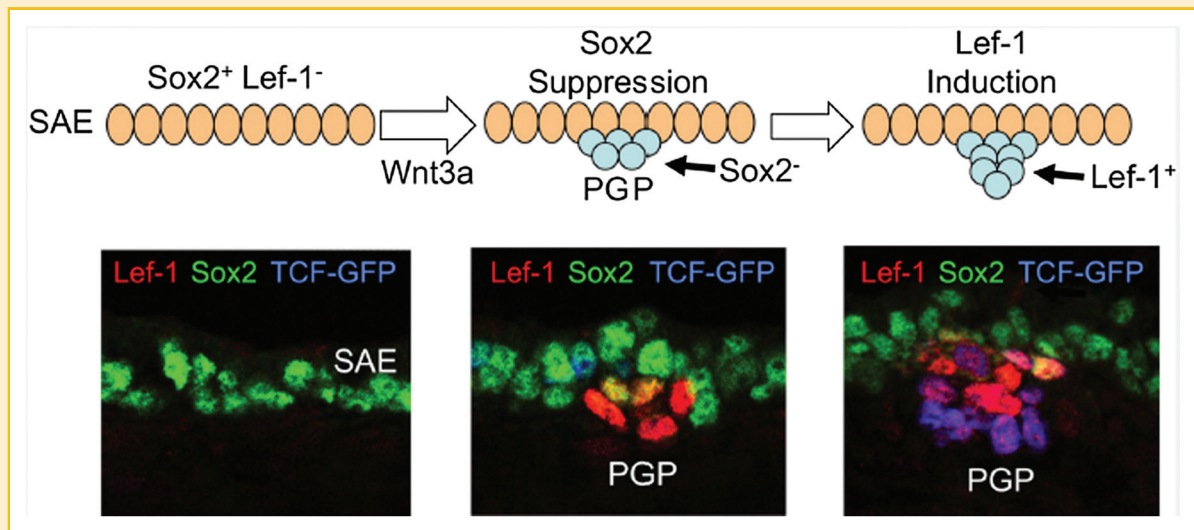 Sox2⁺ Lef-1⁻
SAE
Wnt3a
Sox2
Suppression
PGP
Sox2⁻
Lef-1
Induction
Lef-1⁺
Lef-1 Sox2 TCF-GFP
SAE
Lef-1 Sox2 TCF-GFP
PGP
Lef-1 Sox2 TCF-GFP
PGP